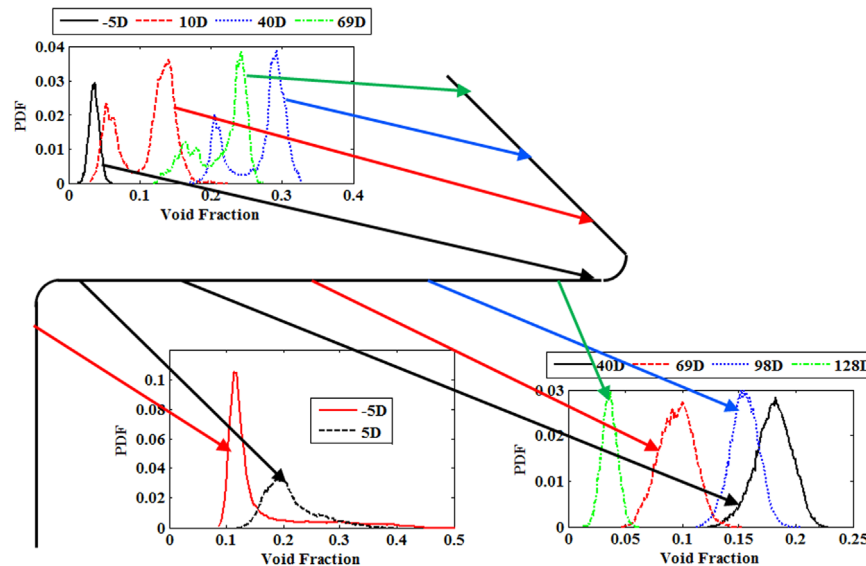 -5D 10D 40D 69D
0.04
0.03
0.02
0.01
0
PDF
0 0.1 0.2 0.3 0.4
Void Fraction
0.1
0.08
0.06
0.04
0.02
0
PDF
-5D
5D
0 0.1 0.2 0.3 0.4 0.5
Void Fraction
40D 69D 98D 128D
0.03
0.02
0.01
0
PDF
0 0.05 0.1 0.15 0.2 0.25
Void Fraction